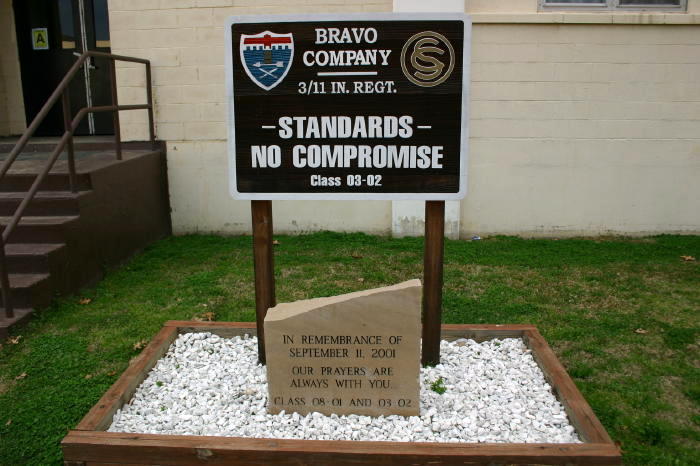 A
BRAVO
COMPANY
3/11 IN. REGT.
-STANDARDS-
NO COMPROMISE
Class 03-02
IN REMEMBRANCE OF
SEPTEMBER 11, 2001
OUR PRAYERS ARE
ALWAYS WITH YOU.
CLASS 08-01 AND 03-02